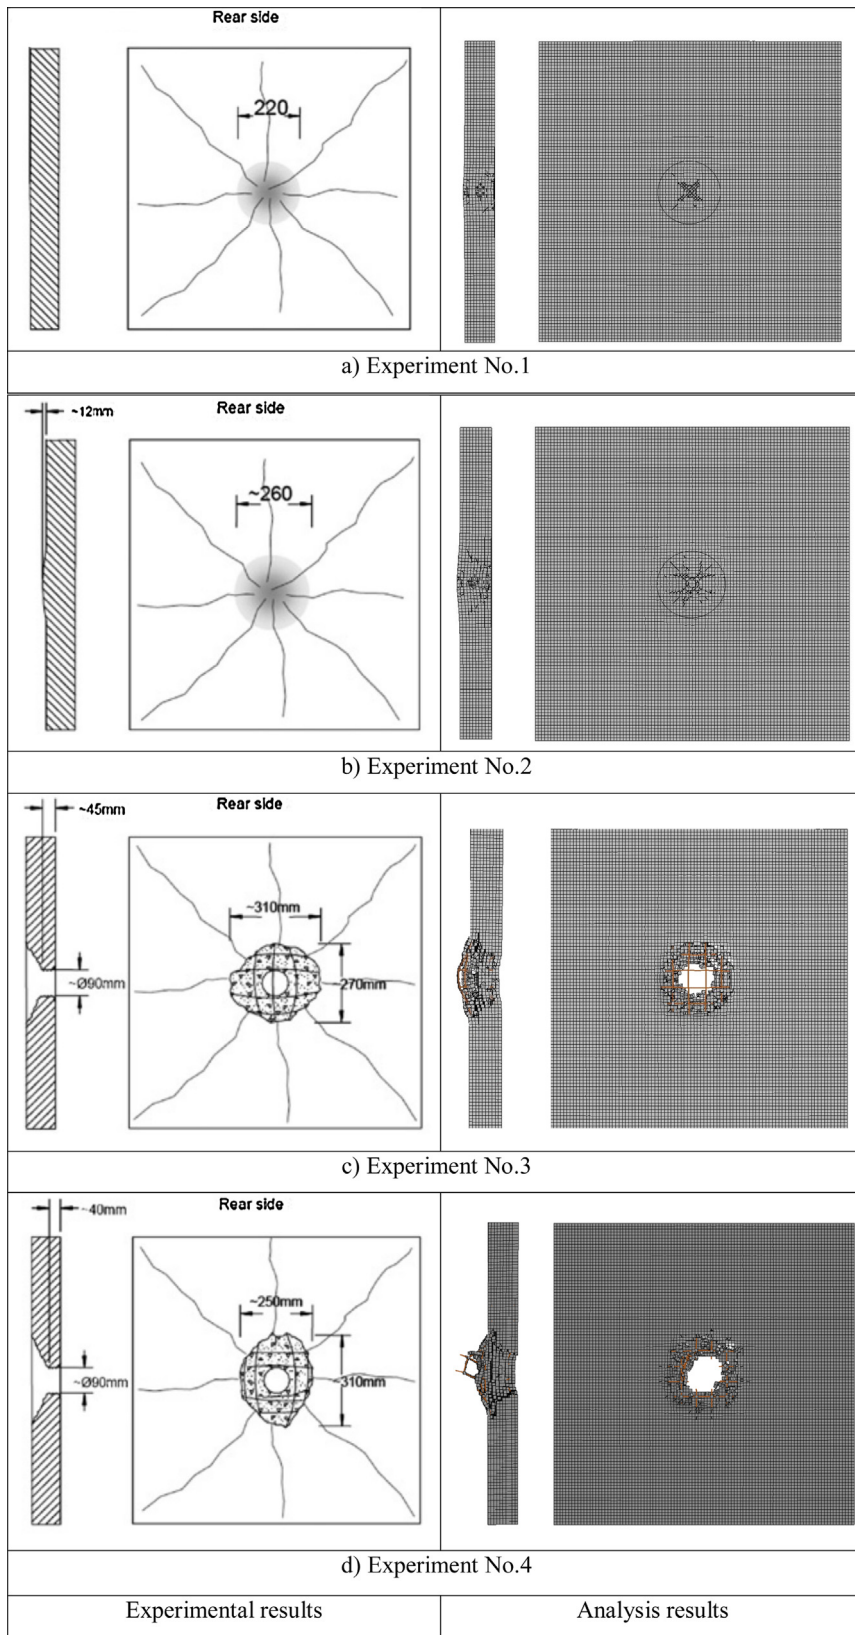 Rear side
220
a) Experiment No.1
~12mm
Rear side
~260
b) Experiment No.2
~45mm
Rear side
~310mm
~Ø90mm
~270mm
c) Experiment No.3
~40mm
Rear side
~250mm
~Ø90mm
~310mm
d) Experiment No.4
Experimental results
Analysis results